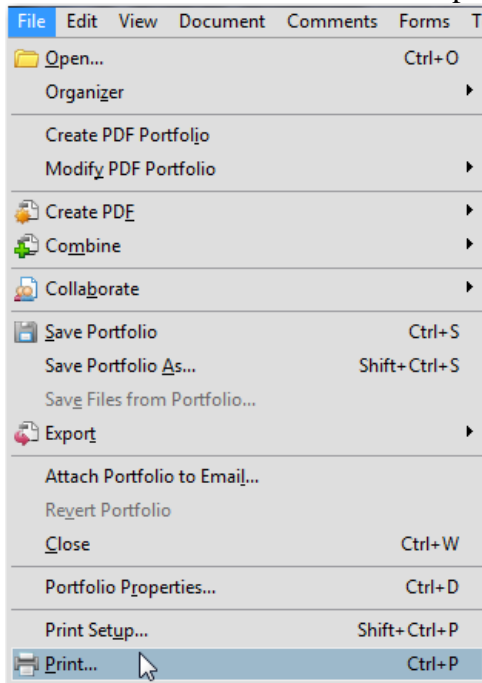 File Edit View Document Comments Forms T
Open... Ctrl+O
Organizer
Create PDF Portfolio
Modify PDF Portfolio
Create PDF
Combine
Collaborate
Save Portfolio Ctrl+S
Save Portfolio As... Shift+Ctrl+S
Save Files from Portfolio...
Export
Attach Portfolio to Email...
Revert Portfolio
Close Ctrl+W
Portfolio Properties... Ctrl+D
Print Setup... Shift+Ctrl+P
Print... Ctrl+P